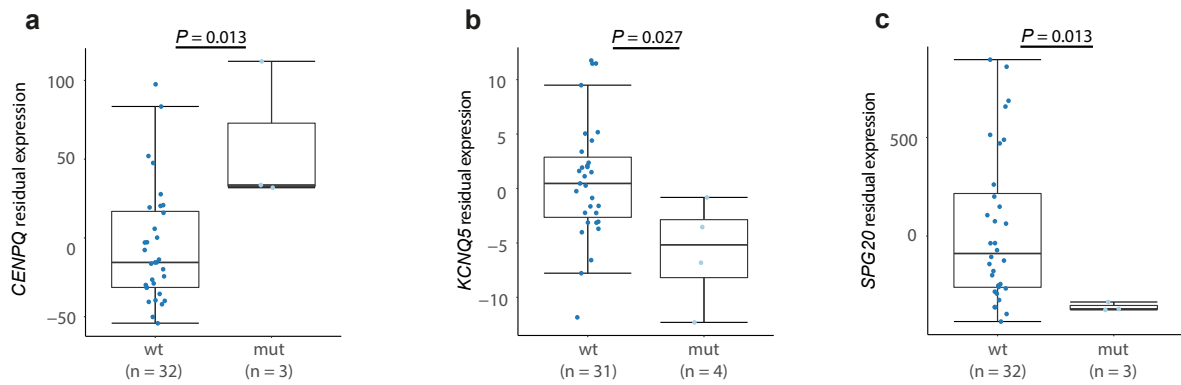 a
P = 0.013
CENPQ residual expression
100
50
0
−50
wt
(n = 32)
mut
(n = 3)
b
P = 0.027
KCNQ5 residual expression
10
5
0
−5
−10
wt
(n = 31)
mut
(n = 4)
c
P = 0.013
SPG20 residual expression
500
0
wt
(n = 32)
mut
(n = 3)